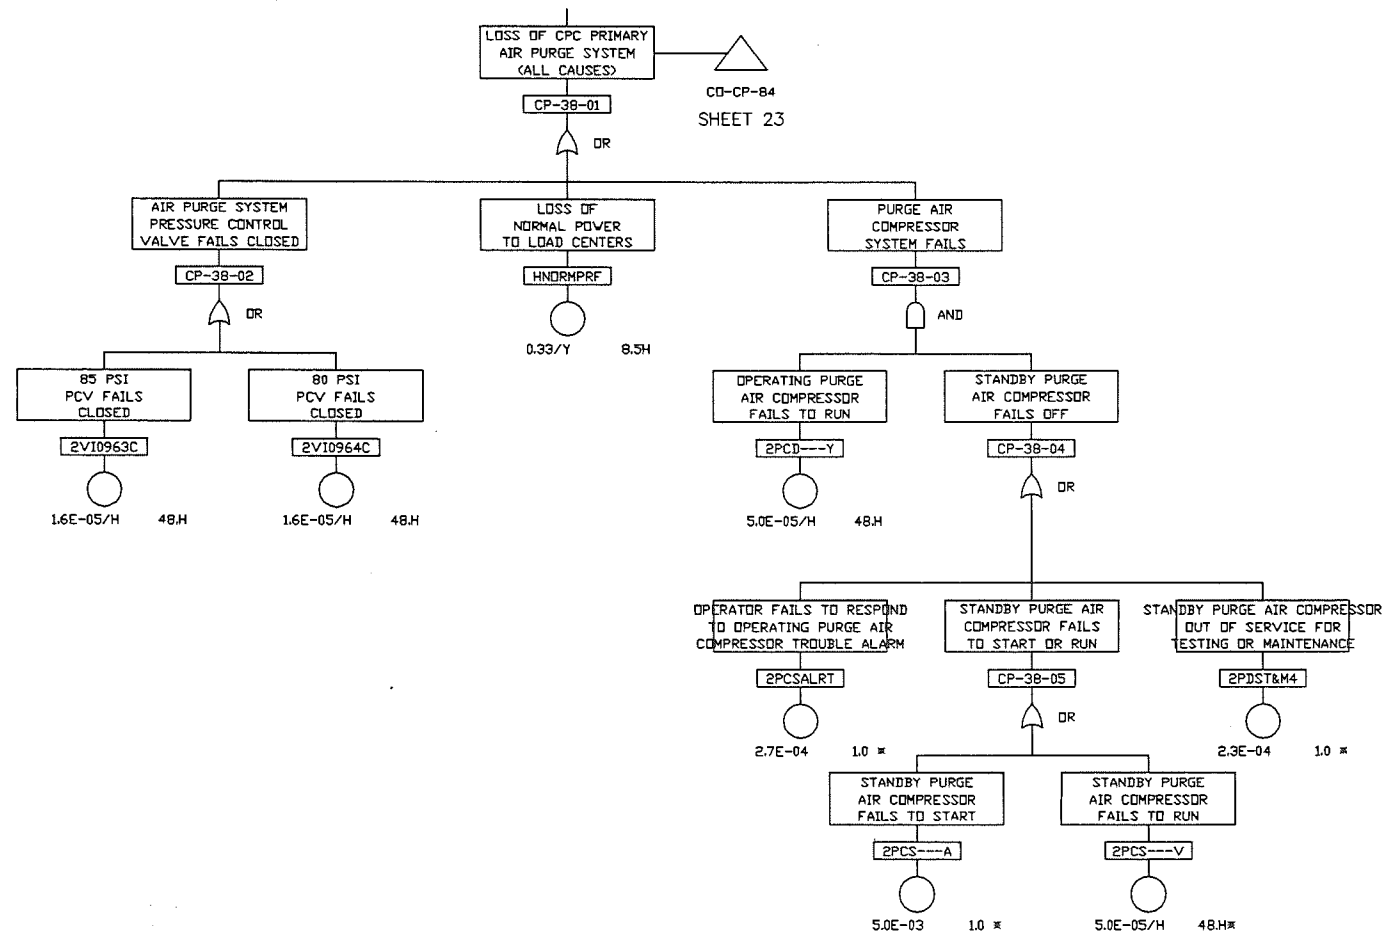 LOSS OF CPC PRIMARY
AIR PURGE SYSTEM
(ALL CAUSES)
CO-CP-84
SHEET 23
CP-38-01
OR
AIR PURGE SYSTEM
PRESSURE CONTROL
VALVE FAILS CLOSED
CP-38-02
OR
LOSS OF
NORMAL POWER
TO LOAD CENTERS
HNORMPRF
0.33/Y 8.5H
PURGE AIR
COMPRESSOR
SYSTEM FAILS
CP-38-03
AND
85 PSI
PCV FAILS
CLOSED
2VI0963C
1.6E-05/H 48.H
80 PSI
PCV FAILS
CLOSED
2VI0964C
1.6E-05/H 48.H
OPERATING PURGE
AIR COMPRESSOR
FAILS TO RUN
2PCO---Y
5.0E-05/H 48.H
STANDBY PURGE
AIR COMPRESSOR
FAILS OFF
CP-38-04
OR
OPERATOR FAILS TO RESPOND
TO OPERATING PURGE AIR
COMPRESSOR TROUBLE ALARM
2PCSALRT
2.7E-04 1.0 *
STANDBY PURGE AIR
COMPRESSOR FAILS
TO START OR RUN
CP-38-05
OR
STANDBY PURGE AIR COMPRESSOR
OUT OF SERVICE FOR
TESTING OR MAINTENANCE
2PDST&M4
2.3E-04 1.0 *
STANDBY PURGE
AIR COMPRESSOR
FAILS TO START
2PCS---A
5.0E-03 1.0 *
STANDBY PURGE
AIR COMPRESSOR
FAILS TO RUN
2PCS---V
5.0E-05/H 48.H*